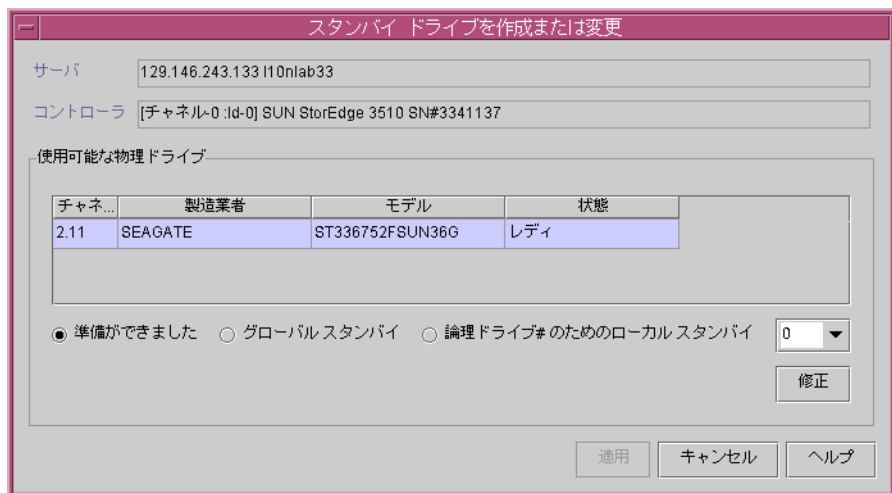 スタンバイ ドライブを作成または変更
サーバ 129.146.243.133 l10nlab33
コントローラ [チャネル-0 :Id-0] SUN StorEdge 3510 SN#3341137
使用可能な物理ドライブ
チャネ... 製造業者 モデル 状態
2.11 SEAGATE ST336752FSUN36G レディ
準備ができました グローバル スタンバイ 論理ドライブ# のためのローカル スタンバイ 0
修正
適用 キャンセル ヘルプ